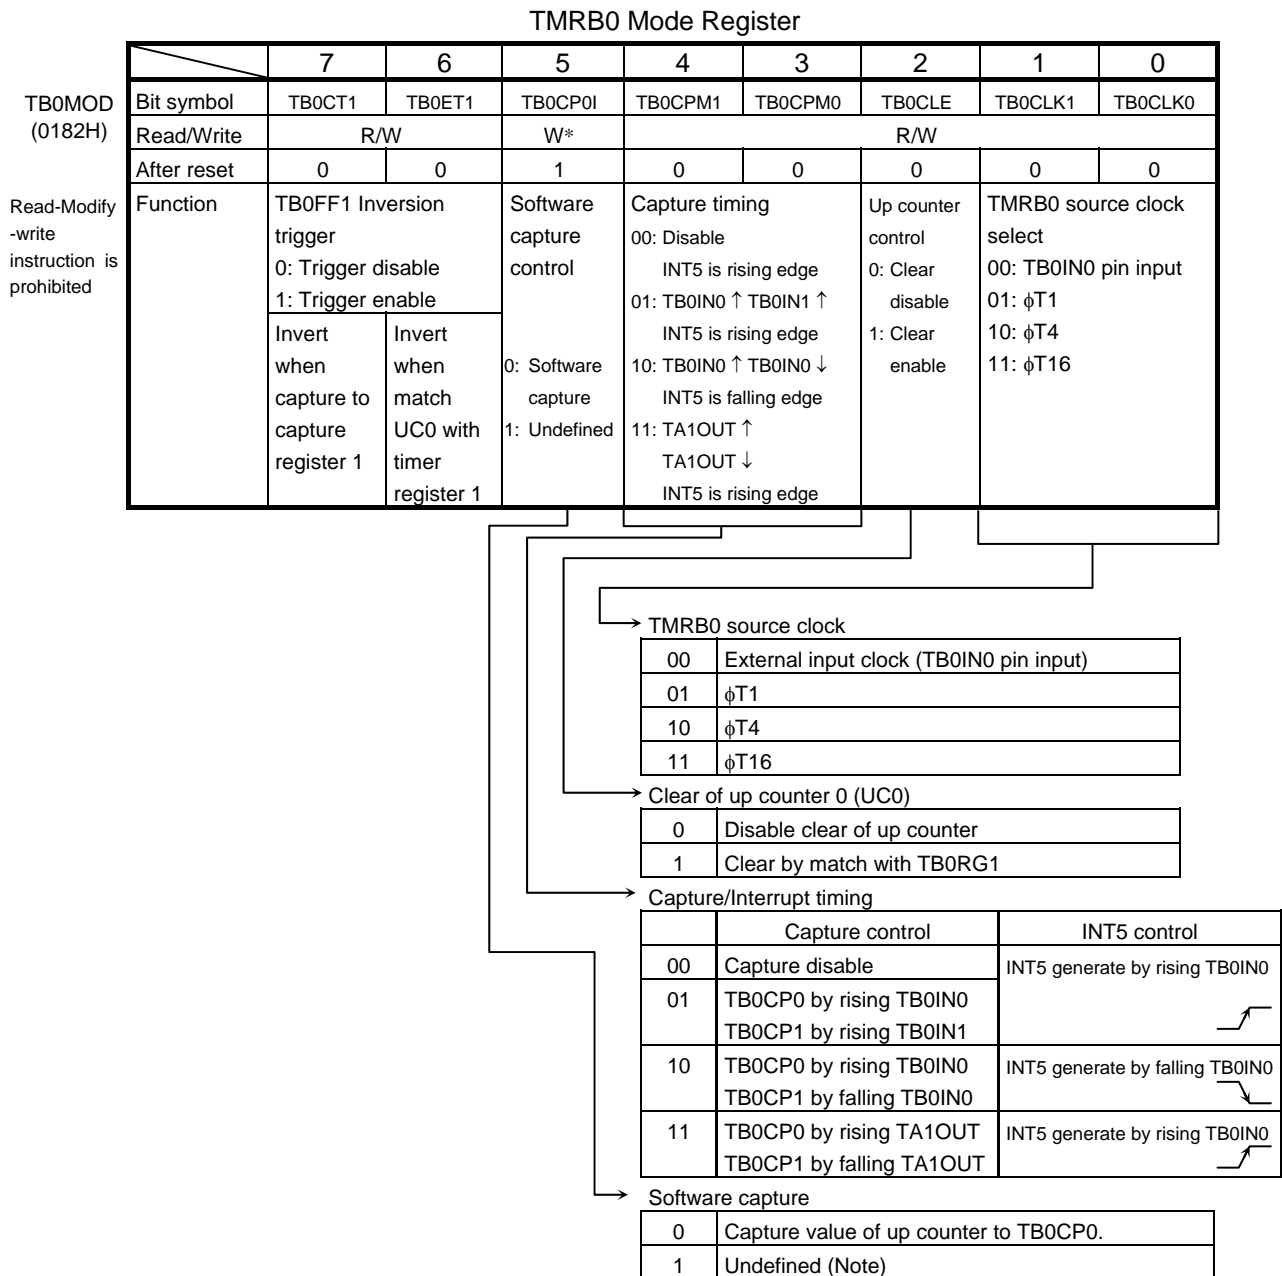 TMRB0 Mode Register
7 6 5 4 3 2 1 0
TB0MOD
(0182H)
Bit symbol TB0CT1 TB0ET1 TB0CP0I TB0CPM1 TB0CPM0 TB0CLE TB0CLK1 TB0CLK0
Read/Write R/W W* R/W
After reset 0 0 1 0 0 0 0 0
Read-Modify
-write
instruction is
prohibited
Function
TB0FF1 Inversion
trigger
0: Trigger disable
1: Trigger enable
Invert
when
capture to
capture
register 1
Invert
when
match
UC0 with
timer
register 1
Software
capture
control
0: Software
capture
1: Undefined
Capture timing
00: Disable
INT5 is rising edge
01: TB0IN0 ↑ TB0IN1 ↑
INT5 is rising edge
10: TB0IN0 ↑ TB0IN0 ↓
INT5 is falling edge
11: TA1OUT ↑
TA1OUT ↓
INT5 is rising edge
Up counter
control
0: Clear
disable
1: Clear
enable
TMRB0 source clock
select
00: TB0IN0 pin input
01: ϕT1
10: ϕT4
11: ϕT16
TMRB0 source clock
00 External input clock (TB0IN0 pin input)
01 ϕT1
10 ϕT4
11 ϕT16
Clear of up counter 0 (UC0)
0 Disable clear of up counter
1 Clear by match with TB0RG1
Capture/Interrupt timing
Capture control INT5 control
00 Capture disable INT5 generate by rising TB0IN0
01 TB0CP0 by rising TB0IN0
TB0CP1 by rising TB0IN1
10 TB0CP0 by rising TB0IN0 INT5 generate by falling TB0IN0
TB0CP1 by falling TB0IN0
11 TB0CP0 by rising TA1OUT INT5 generate by rising TB0IN0
TB0CP1 by falling TA1OUT
Software capture
0 Capture value of up counter to TB0CP0.
1 Undefined (Note)